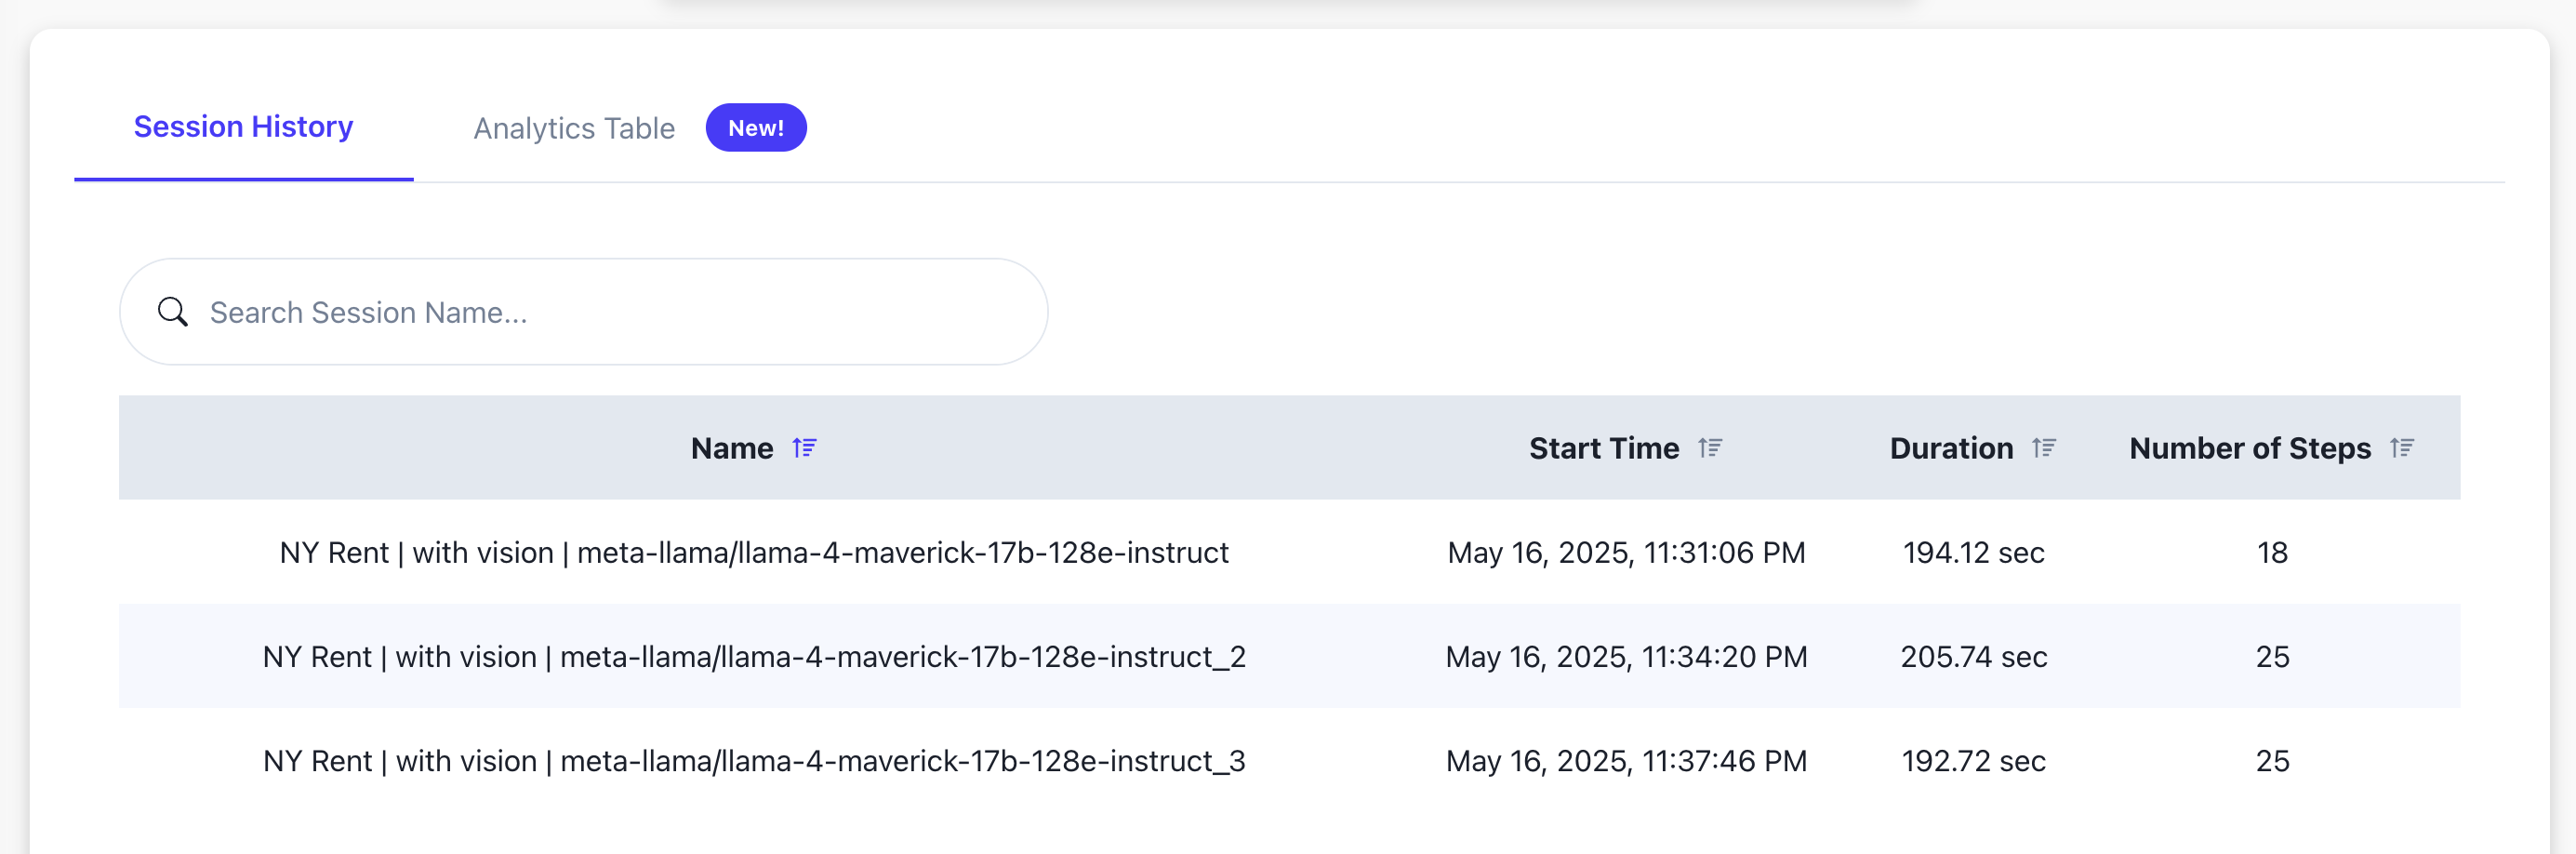 Session History Analytics Table New!
Search Session Name...
Name Start Time Duration Number of Steps
NY Rent | with vision | meta-llama/llama-4-maverick-17b-128e-instruct May 16, 2025, 11:31:06 PM 194.12 sec 18
NY Rent | with vision | meta-llama/llama-4-maverick-17b-128e-instruct_2 May 16, 2025, 11:34:20 PM 205.74 sec 25
NY Rent | with vision | meta-llama/llama-4-maverick-17b-128e-instruct_3 May 16, 2025, 11:37:46 PM 192.72 sec 25